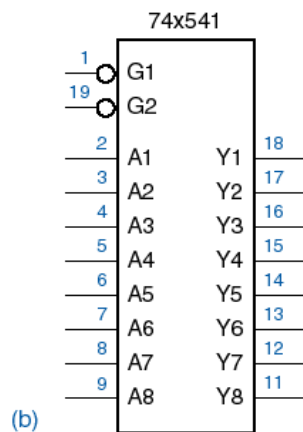 74x541
1 G1
19 G2
2 A1 Y1 18
3 A2 Y2 17
4 A3 Y3 16
5 A4 Y4 15
6 A5 Y5 14
7 A6 Y6 13
8 A7 Y7 12
9 A8 Y8 11
(b)